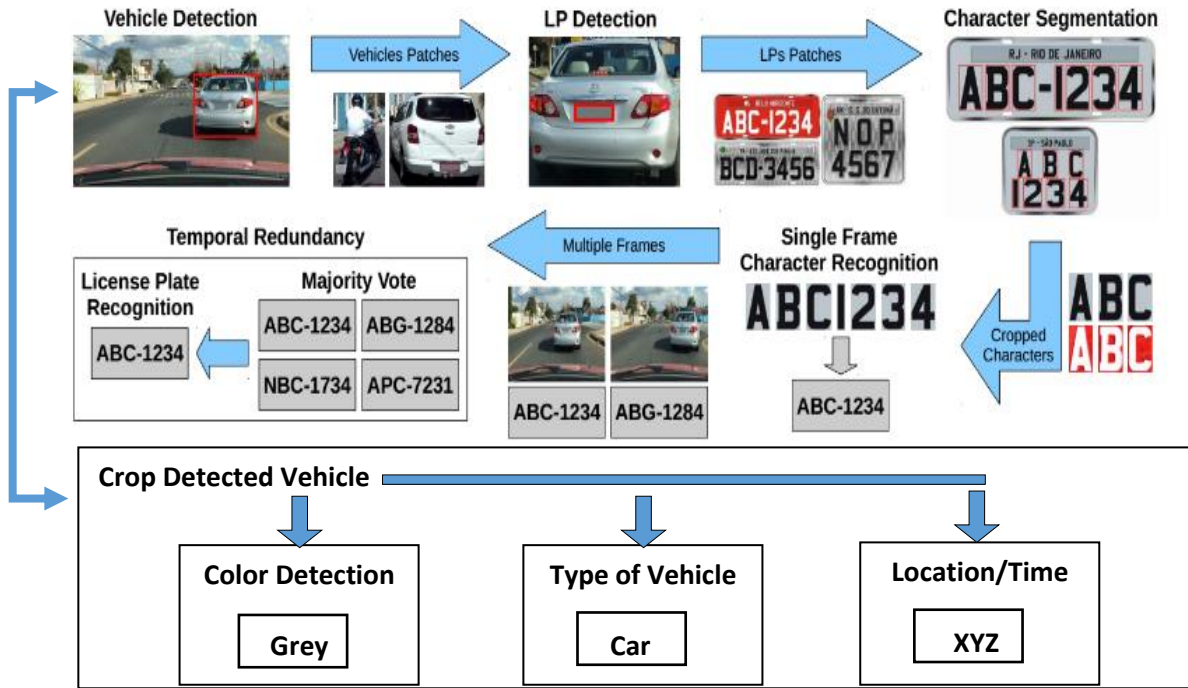 Vehicle Detection
Vehicles Patches
LP Detection
LPs Patches
Character Segmentation
RJ - RIO DE JANEIRO
ABC-1234
ABC-1234
BCD·3456
NOP
4567
SP - SÃO PAULO
ABC
1234
Temporal Redundancy
License Plate
Recognition
ABC-1234
Majority Vote
ABC-1234
ABG-1284
NBC-1734
APC-7231
Multiple Frames
ABC-1234
ABG-1284
Single Frame
Character Recognition
ABC1234
ABC-1234
Cropped
Characters
ABC
ABC
Crop Detected Vehicle
Color Detection
Grey
Type of Vehicle
Car
Location/Time
XYZ